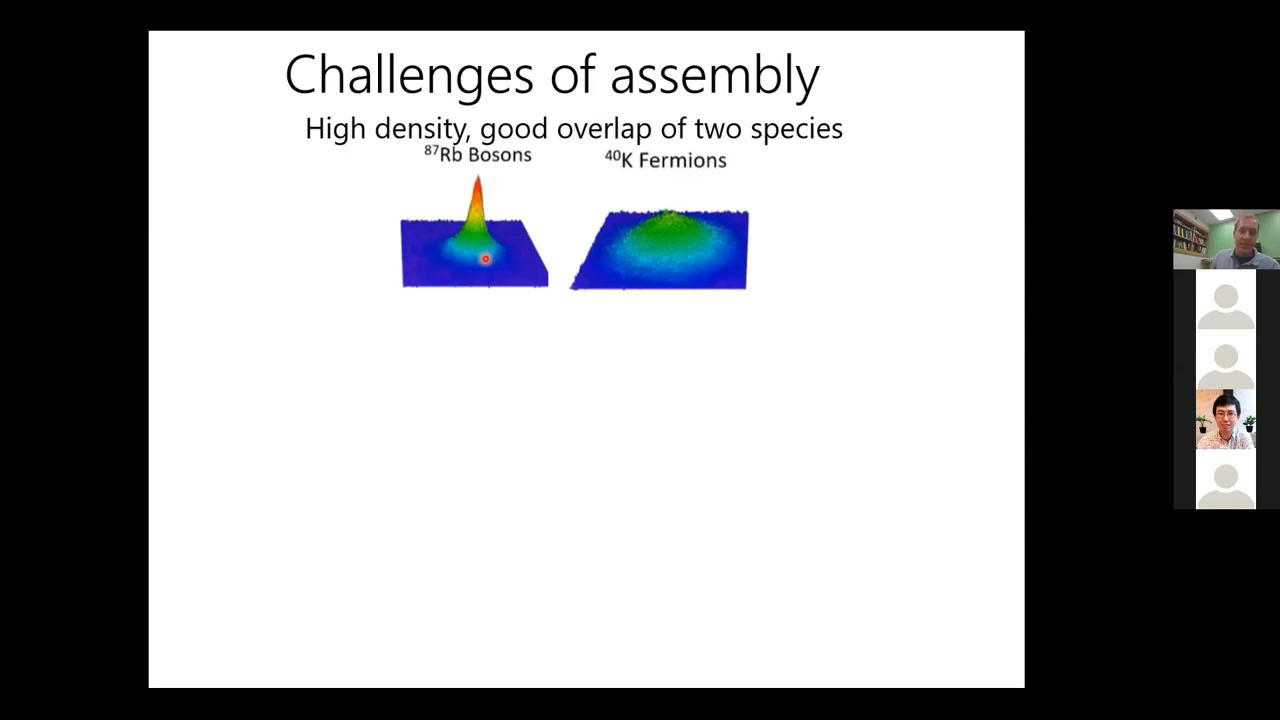 Challenges of assembly
High density, good overlap of two species
⁸⁷Rb Bosons
⁴⁰K Fermions